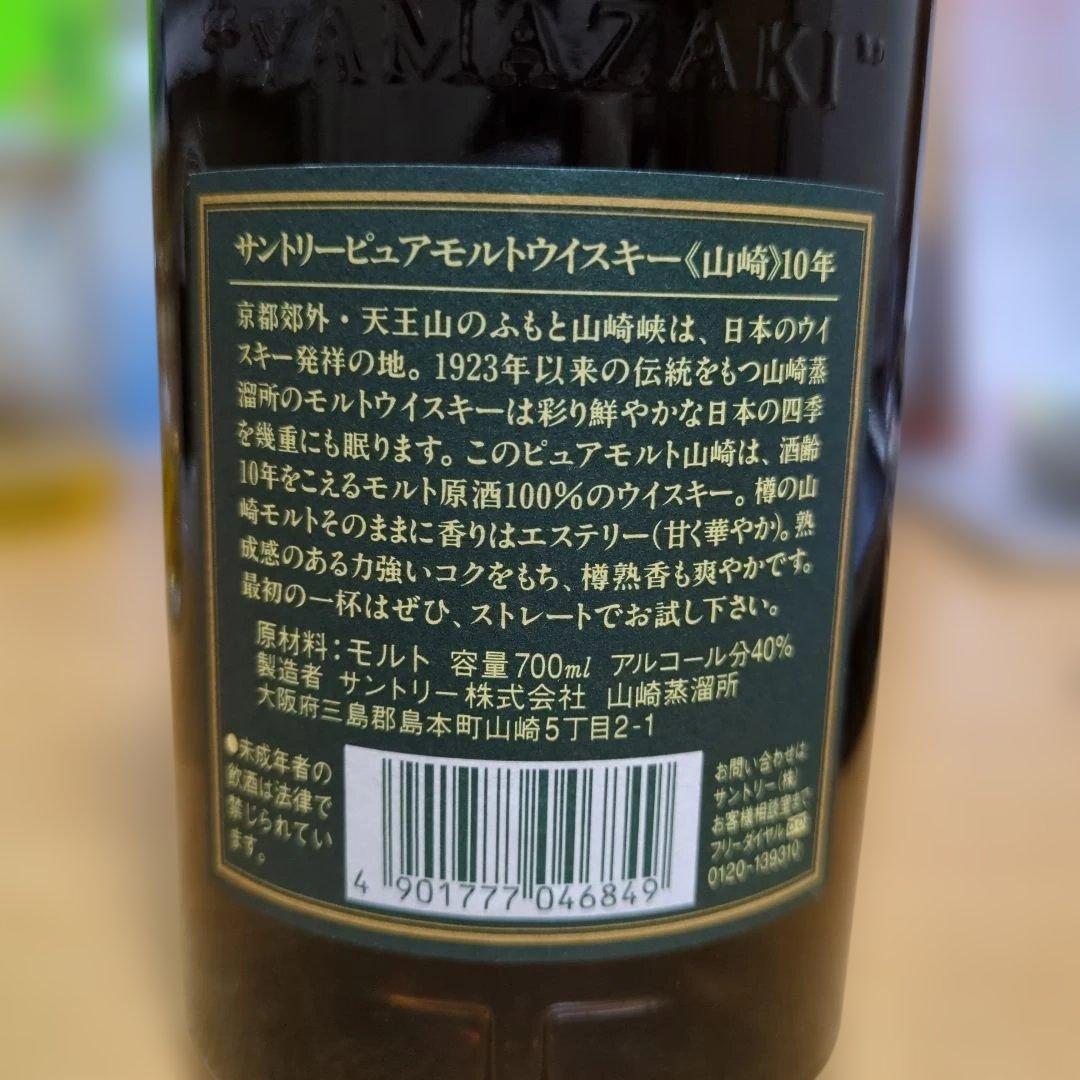 "YAMAZAKI"
サントリーピュアモルトウイスキー《山崎》10年
京都郊外・天王山のふもと山崎峡は、日本のウイ
スキー発祥の地。1923年以来の伝統をもつ山崎蒸
溜所のモルトウイスキーは彩り鮮やかな日本の四季
を幾重にも眠ります。このピュアモルト山崎は、酒齢
10年をこえるモルト原酒100%のウイスキー。樽の山
崎モルトそのままに香りはエステリー(甘く華やか)。熟
成感のある力強いコクをもち、樽熟香も爽やかです。
最初の一杯はぜひ、ストレートでお試し下さい。
原材料：モルト 容量700ml アルコール分40%
製造者 サントリー株式会社 山崎蒸溜所
大阪府三島郡島本町山崎5丁目2-1
●未成年者の
飲酒は法律で
禁じられてい
ます。
4 901777 046849
お問い合わせは
サントリー(株)
お客様相談室まで
フリーダイヤル
0120-139310